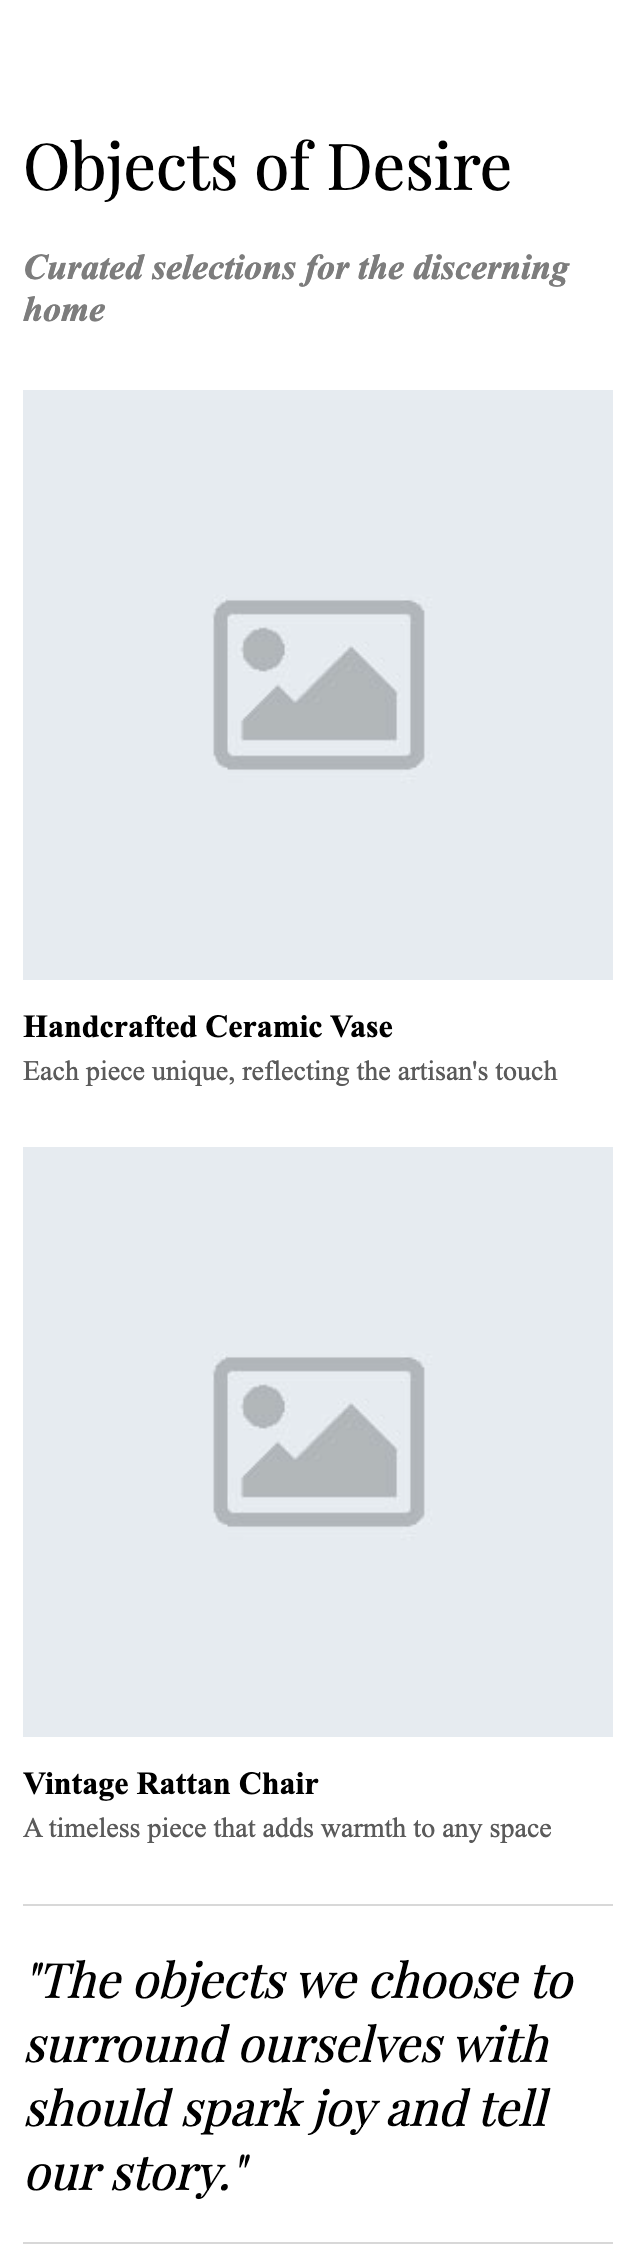 Objects of Desire
Curated selections for the discerning
home
Handcrafted Ceramic Vase
Each piece unique, reflecting the artisan's touch
Vintage Rattan Chair
A timeless piece that adds warmth to any space
"The objects we choose to
surround ourselves with
should spark joy and tell
our story."